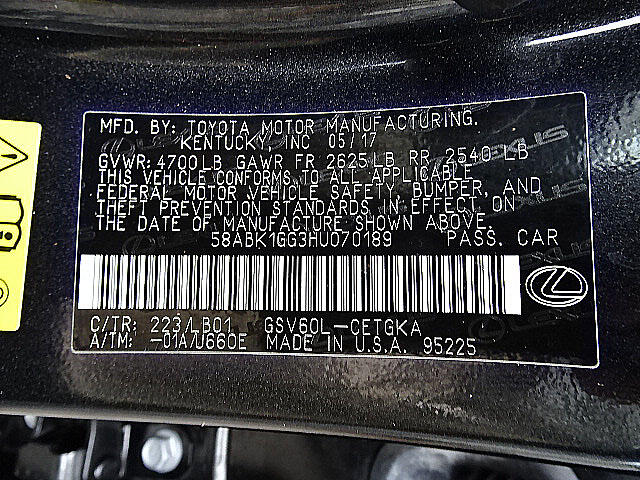 MFD. BY: TOYOTA MOTOR MANUFACTURING.
KENTUCKY, INC 05/17
GVWR: 4700LB GAWR FR 2625LB RR 2540 LB
THIS VEHICLE CONFORMS TO ALL APPLICABLE
FEDERAL MOTOR VEHICLE SAFETY, BUMPER, AND
THEFT PREVENTION STANDARDS IN EFFECT ON
THE DATE OF MANUFACTURE SHOWN ABOVE.
58ABK1GG3HU070189 PASS. CAR
C/TR: 223/LB01 GSV60L-CETGKA
A/TM: -01A/U660E MADE IN U.S.A. 95225